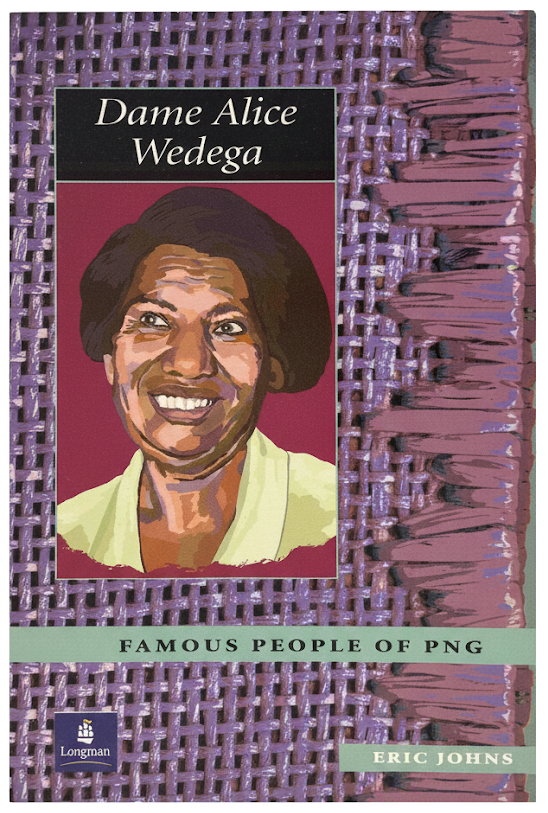 Dame Alice
Wedega
FAMOUS PEOPLE OF PNG
Longman
ERIC JOHNS